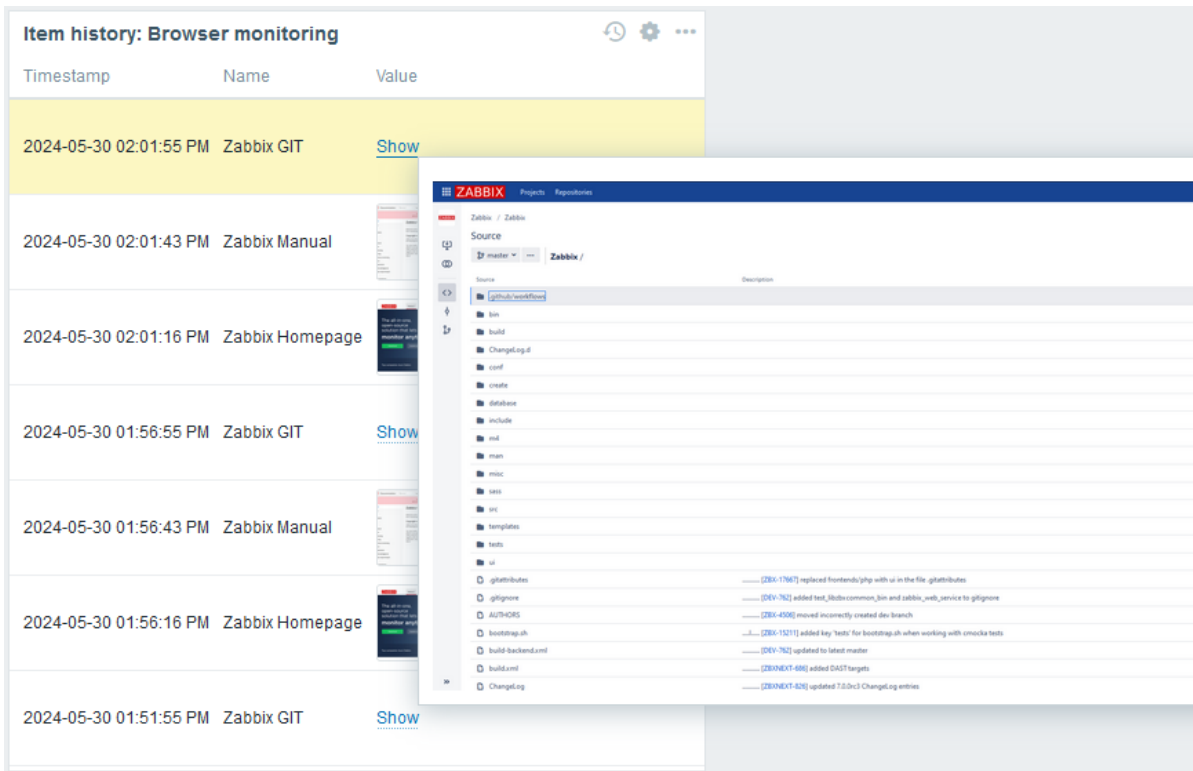 Item history: Browser monitoring
Timestamp Name Value
2024-05-30 02:01:55 PM Zabbix GIT Show
2024-05-30 02:01:43 PM Zabbix Manual
2024-05-30 02:01:16 PM Zabbix Homepage
2024-05-30 01:56:55 PM Zabbix GIT Show
2024-05-30 01:56:43 PM Zabbix Manual
2024-05-30 01:56:16 PM Zabbix Homepage
2024-05-30 01:51:55 PM Zabbix GIT Show
ZABBIX Projects Repositories
Zabbix / Zabbix
Source
master ··· Zabbix /
Source Description
.github/workflows
bin
build
ChangeLog.d
conf
create
database
include
m4
man
misc
sass
src
templates
tests
ui
.gitattributes .......... [ZBX-17667] replaced frontends/php with ui in the file .gitattributes
.gitignore .......... [DEV-762] added test_libzbxcommon_bin and zabbix_web_service to gitignore
AUTHORS .......... [ZBX-4506] moved incorrectly created dev branch
bootstrap.sh ...I...... [ZBX-15211] added key 'tests' for bootstrap.sh when working with cmocka tests
build-backend.xml .......... [DEV-762] updated to latest master
build.xml .......... [ZBXNEXT-686] added DAST targets
ChangeLog .......... [ZBXNEXT-826] updated 7.0.0rc3 ChangeLog entries